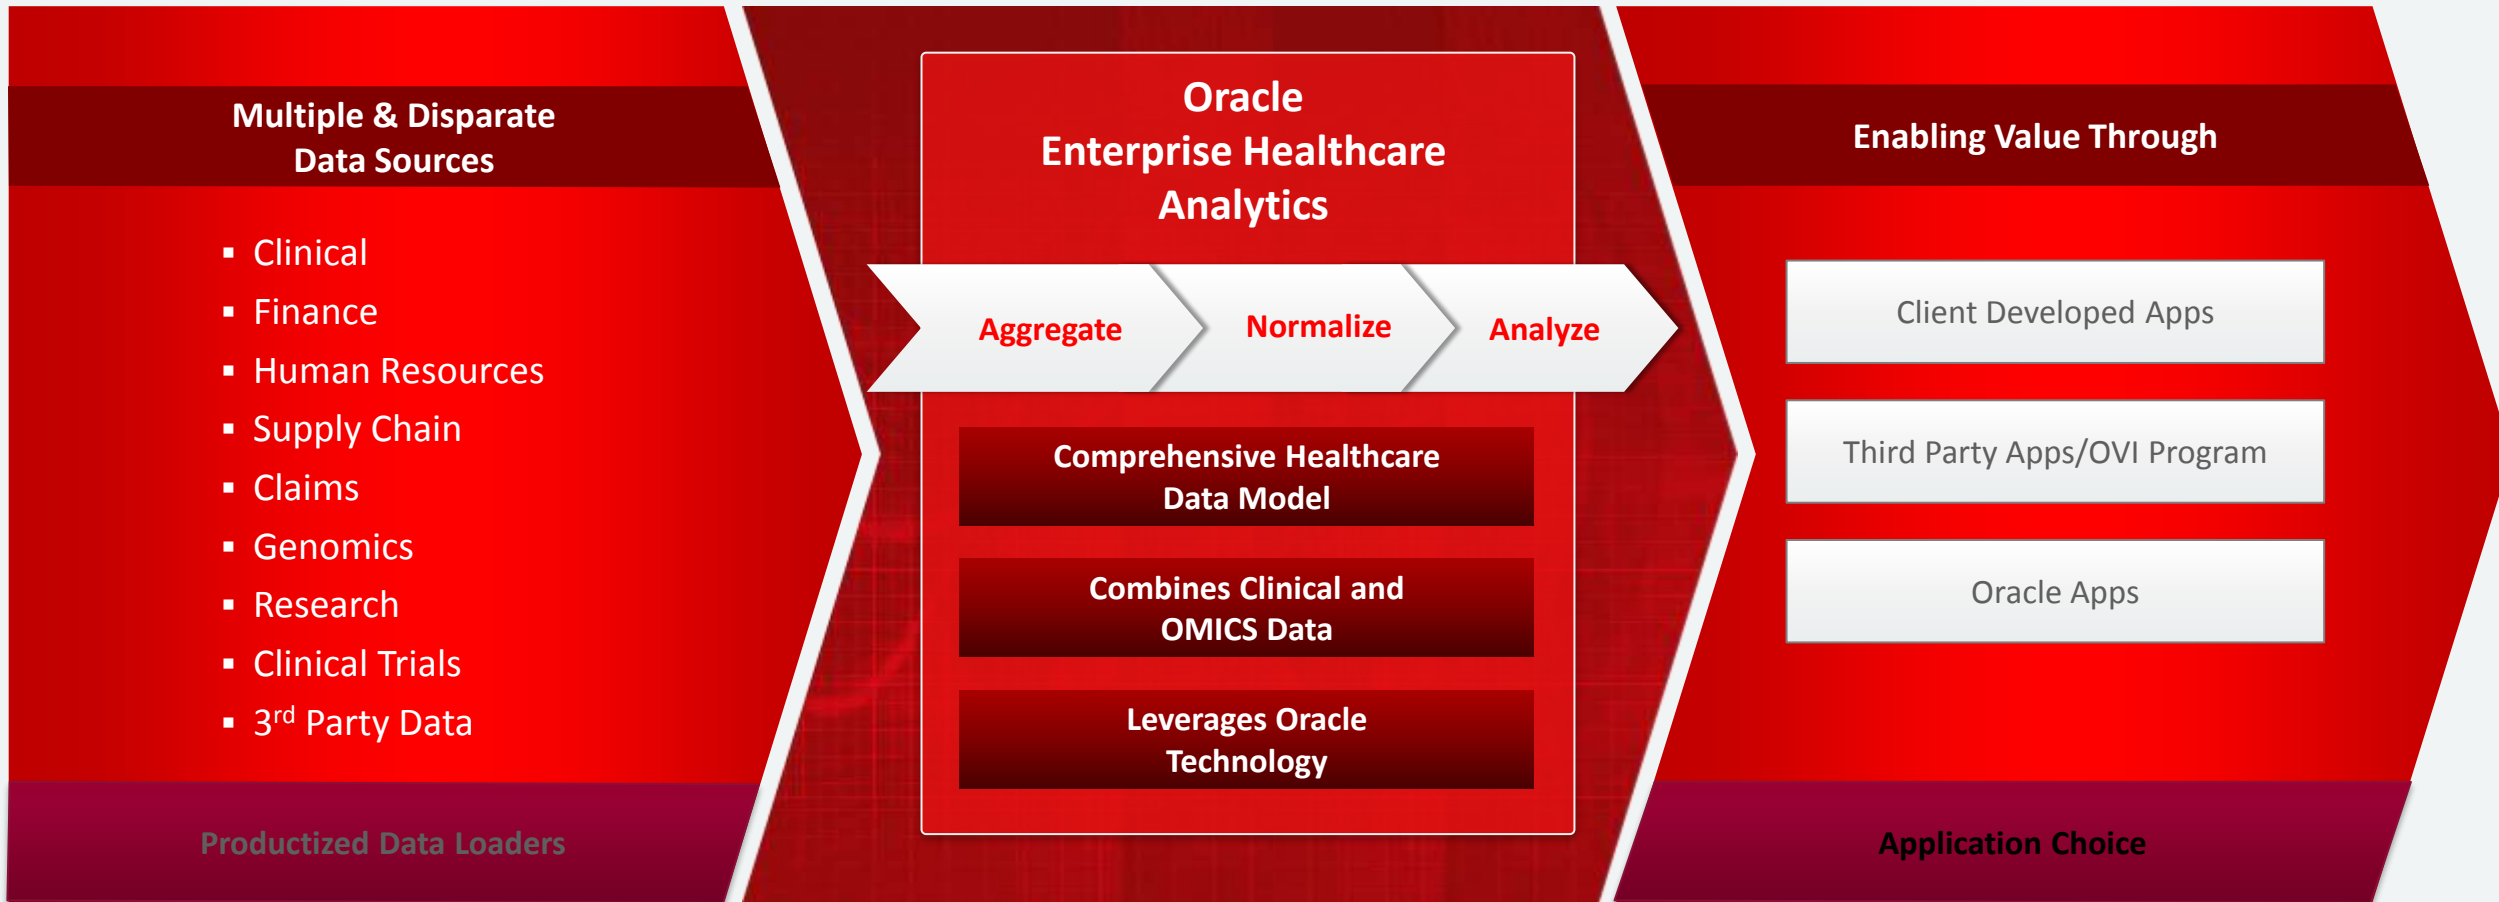 Multiple & Disparate
Data Sources
▪ Clinical
▪ Finance
▪ Human Resources
▪ Supply Chain
▪ Claims
▪ Genomics
▪ Research
▪ Clinical Trials
▪ 3rd Party Data
Productized Data Loaders
Oracle
Enterprise Healthcare
Analytics
Aggregate
Normalize
Analyze
Comprehensive Healthcare
Data Model
Combines Clinical and
OMICS Data
Leverages Oracle
Technology
Enabling Value Through
Client Developed Apps
Third Party Apps/OVI Program
Oracle Apps
Application Choice